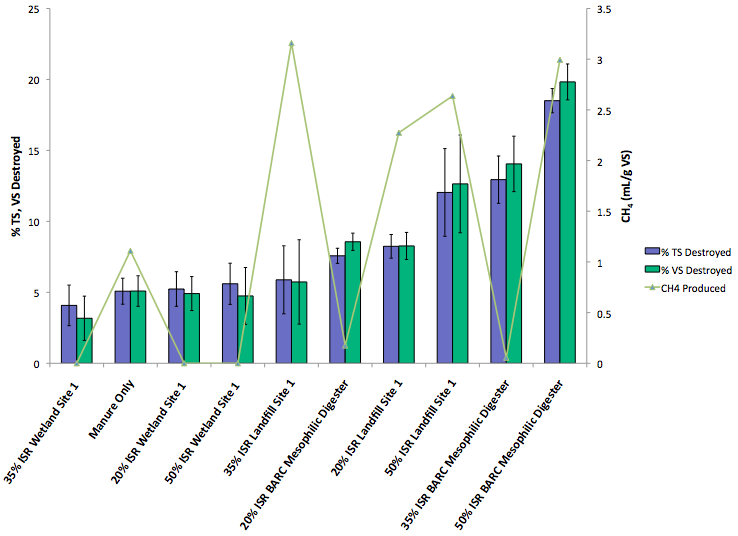 25
20
15
10
5
0
% TS, VS Destroyed
3.5
3
2.5
2
1.5
1
0.5
0
CH4 (mL/g VS)
% TS Destroyed
% VS Destroyed
CH4 Produced
35% ISR Wetland Site 1
Manure Only
20% ISR Wetland Site 1
50% ISR Wetland Site 1
35% ISR Landfill Site 1
20% ISR BARC Mesophilic Digester
20% ISR Landfill Site 1
50% ISR Landfill Site 1
35% ISR BARC Mesophilic Digester
50% ISR BARC Mesophilic Digester